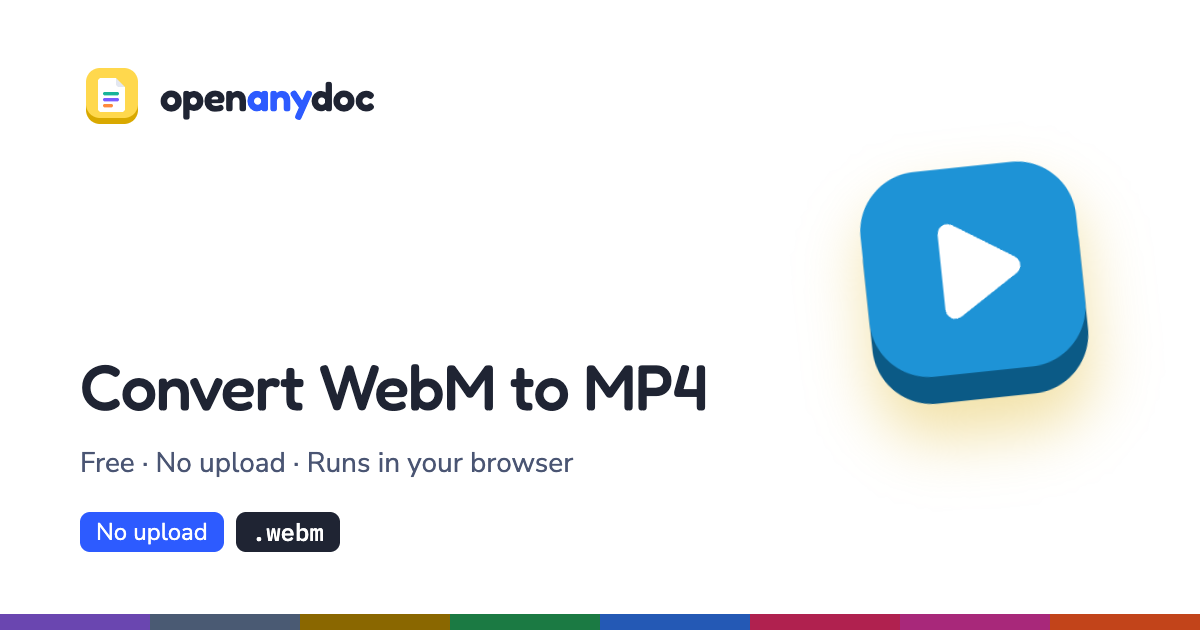 openanydoc
Convert WebM to MP4
Free · No upload · Runs in your browser
No upload
.webm